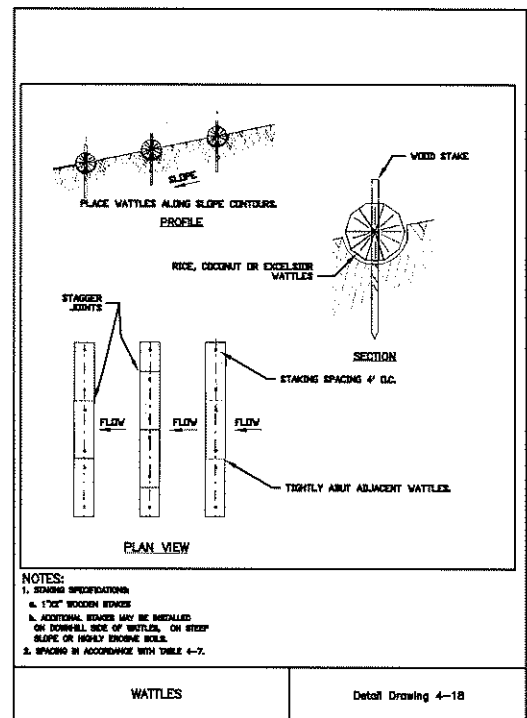 SLOPE
PLACE WATTLES ALONG SLOPE CONTOURS.
PROFILE
WOOD STAKE
RICE, COCONUT OR EXCELSIOR
WATTLES
SECTION
STAGGER
JOINTS
STAKING SPACING 4' O.C.
FLOW
FLOW
FLOW
TIGHTLY ABUT ADJACENT WATTLES.
PLAN VIEW
NOTES:
1. STAKING SPECIFICATIONS:
a. 1"X2" WOODEN STAKES
b. ADDITIONAL STAKES MAY BE INSTALLED
ON DOWNHILL SIDE OF WATTLES, ON STEEP
SLOPE OR HIGHLY EROSIVE SOILS.
2. SPACING IN ACCORDANCE WITH TABLE 4-7.
WATTLES
Detail Drawing 4-18